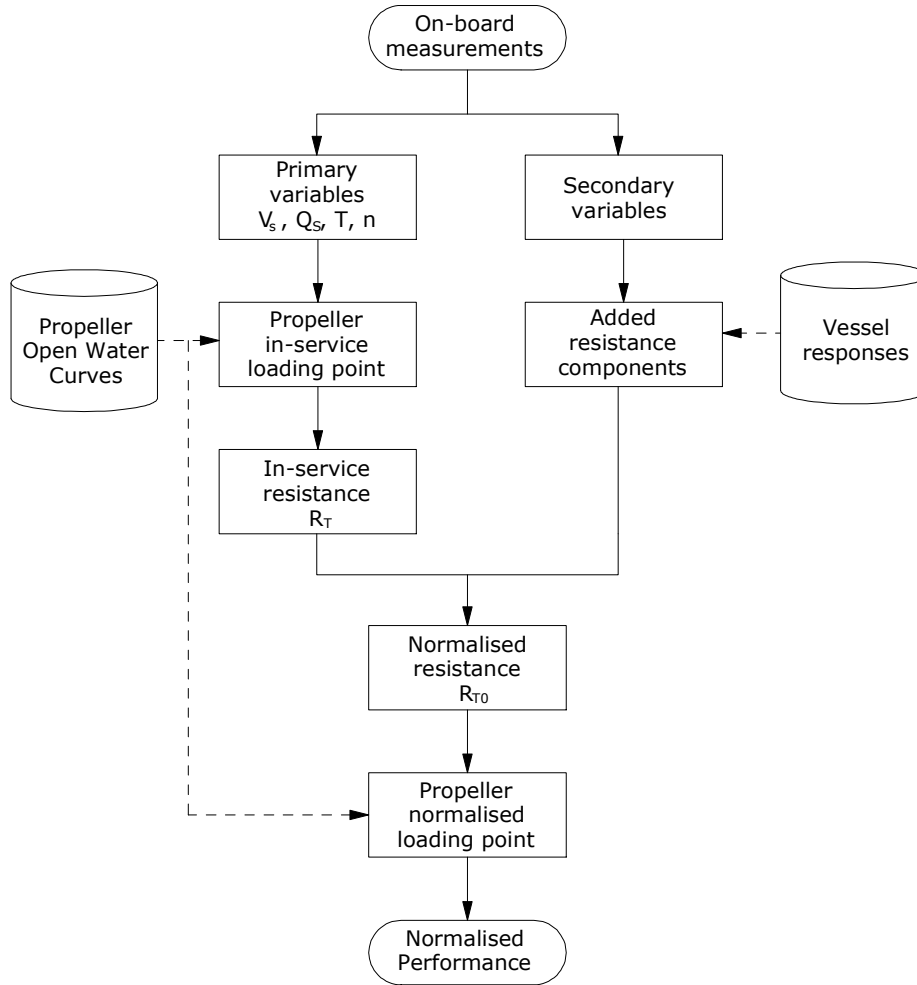 On-board
measurements
Primary
variables
Vs , QS, T, n
Secondary
variables
Propeller
Open Water
Curves
Propeller
in-service
loading point
Added
resistance
components
Vessel
responses
In-service
resistance
RT
Normalised
resistance
RT0
Propeller
normalised
loading point
Normalised
Performance